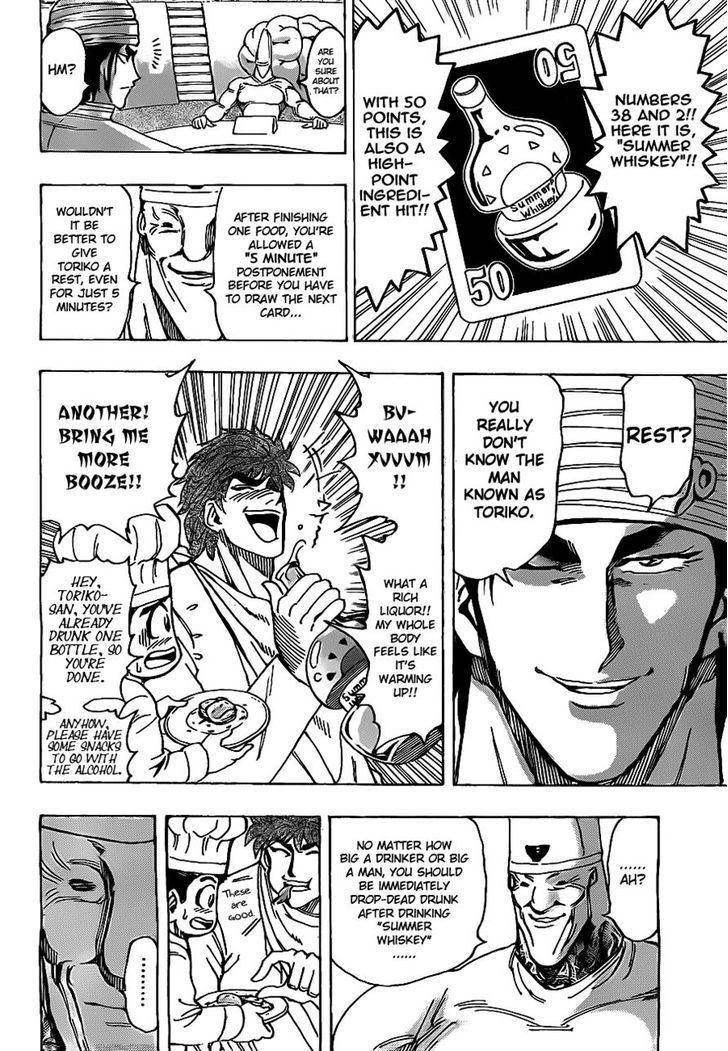 NUMBERS
38 AND 2!!
HERE IT IS,
"SUMMER
WHISKEY"!!
50
Summer
Whiskey
50
WITH 50
POINTS,
THIS IS
ALSO A
HIGH-
POINT
INGREDI-
ENT HIT!!
ARE
YOU
SURE
ABOUT
THAT?
HM?
AFTER FINISHING
ONE FOOD, YOU'RE
ALLOWED A
"5 MINUTE"
POSTPONEMENT
BEFORE YOU HAVE
TO DRAW THE NEXT
CARD...
WOULDN'T
IT BE
BETTER TO
GIVE
TORIKO A
REST, EVEN
FOR JUST 5
MINUTES?
REST?
YOU
REALLY
DON'T
KNOW THE
MAN
KNOWN AS
TORIKO.
BU-
WAAAH
XUUUM
!!
ANOTHER!
BRING ME
MORE
BOOZE!!
WHAT A
RICH
LIQUOR!!
MY WHOLE
BODY
FEELS LIKE
IT'S
WARMING
UP!!
Summ
HEY,
TORIKO-
SAN, YOU'VE
ALREADY
DRUNK ONE
BOTTLE, SO
YOU'RE
DONE.
ANYHOW,
PLEASE HAVE
SOME SNACKS
TO GO WITH
THE ALCOHOL.
......
AH?
NO MATTER HOW
BIG A DRINKER OR BIG
A MAN, YOU SHOULD
BE IMMEDIATELY
DROP-DEAD DRUNK
AFTER DRINKING
"SUMMER
WHISKEY"
......
These
are
Good.
......